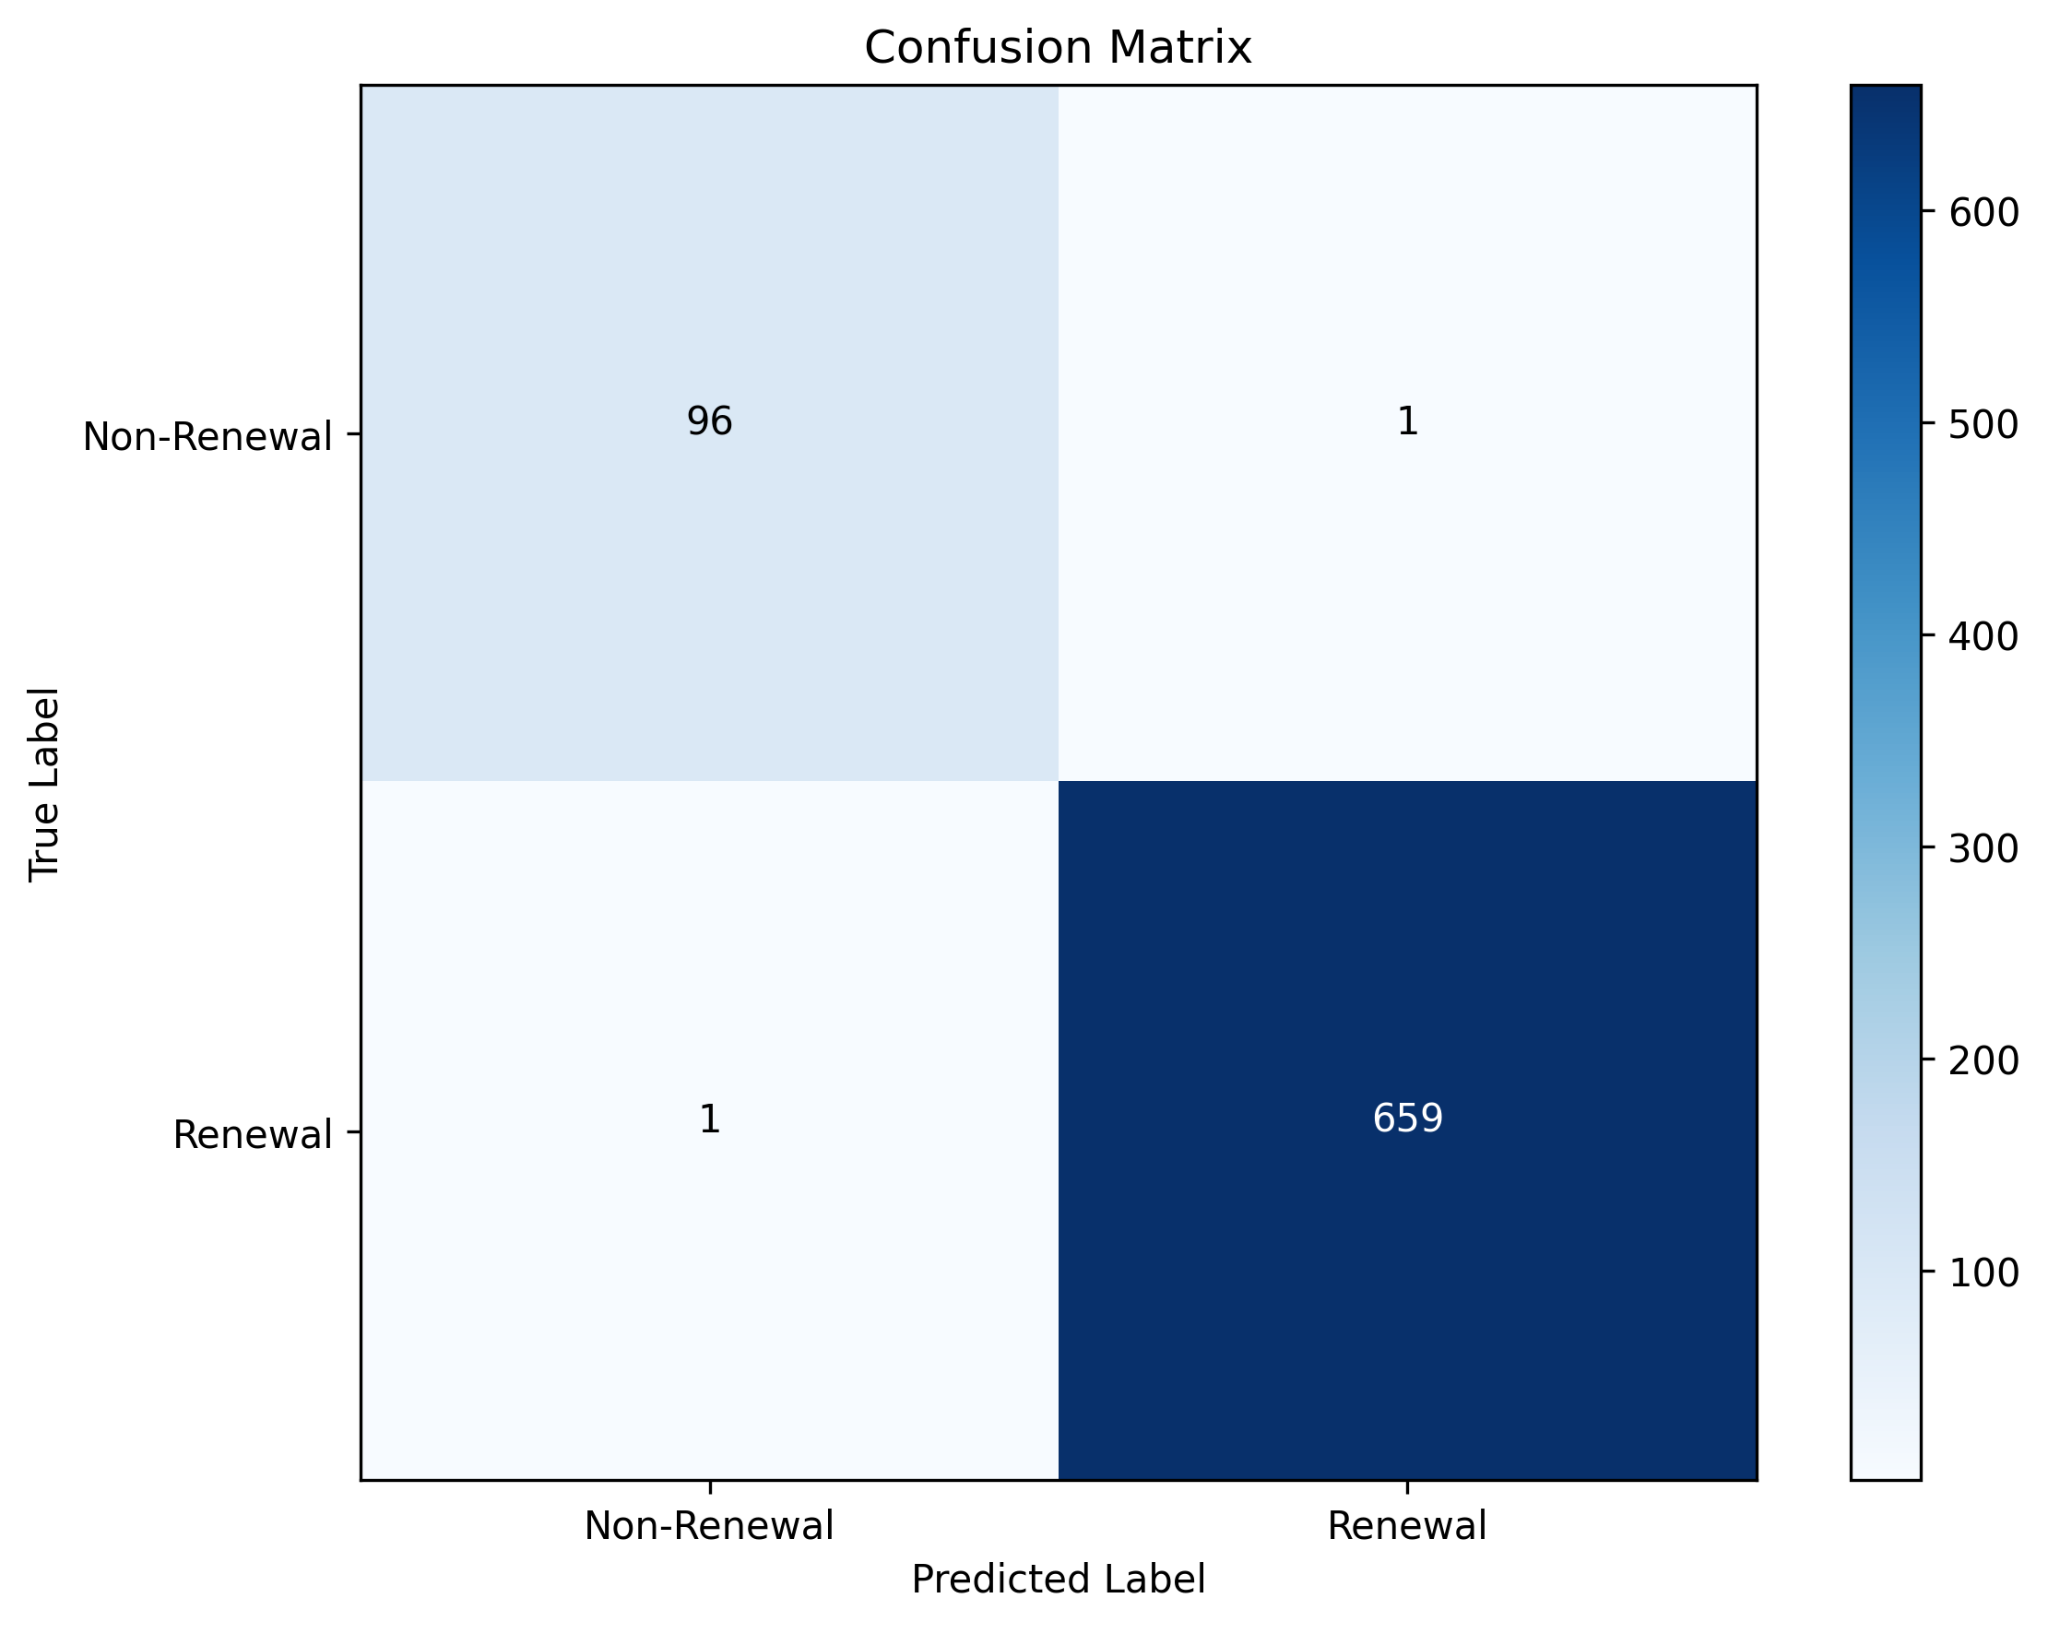 Confusion Matrix
Non-Renewal
96
1
Renewal
1
659
Non-Renewal
Renewal
Predicted Label
True Label
600
500
400
300
200
100